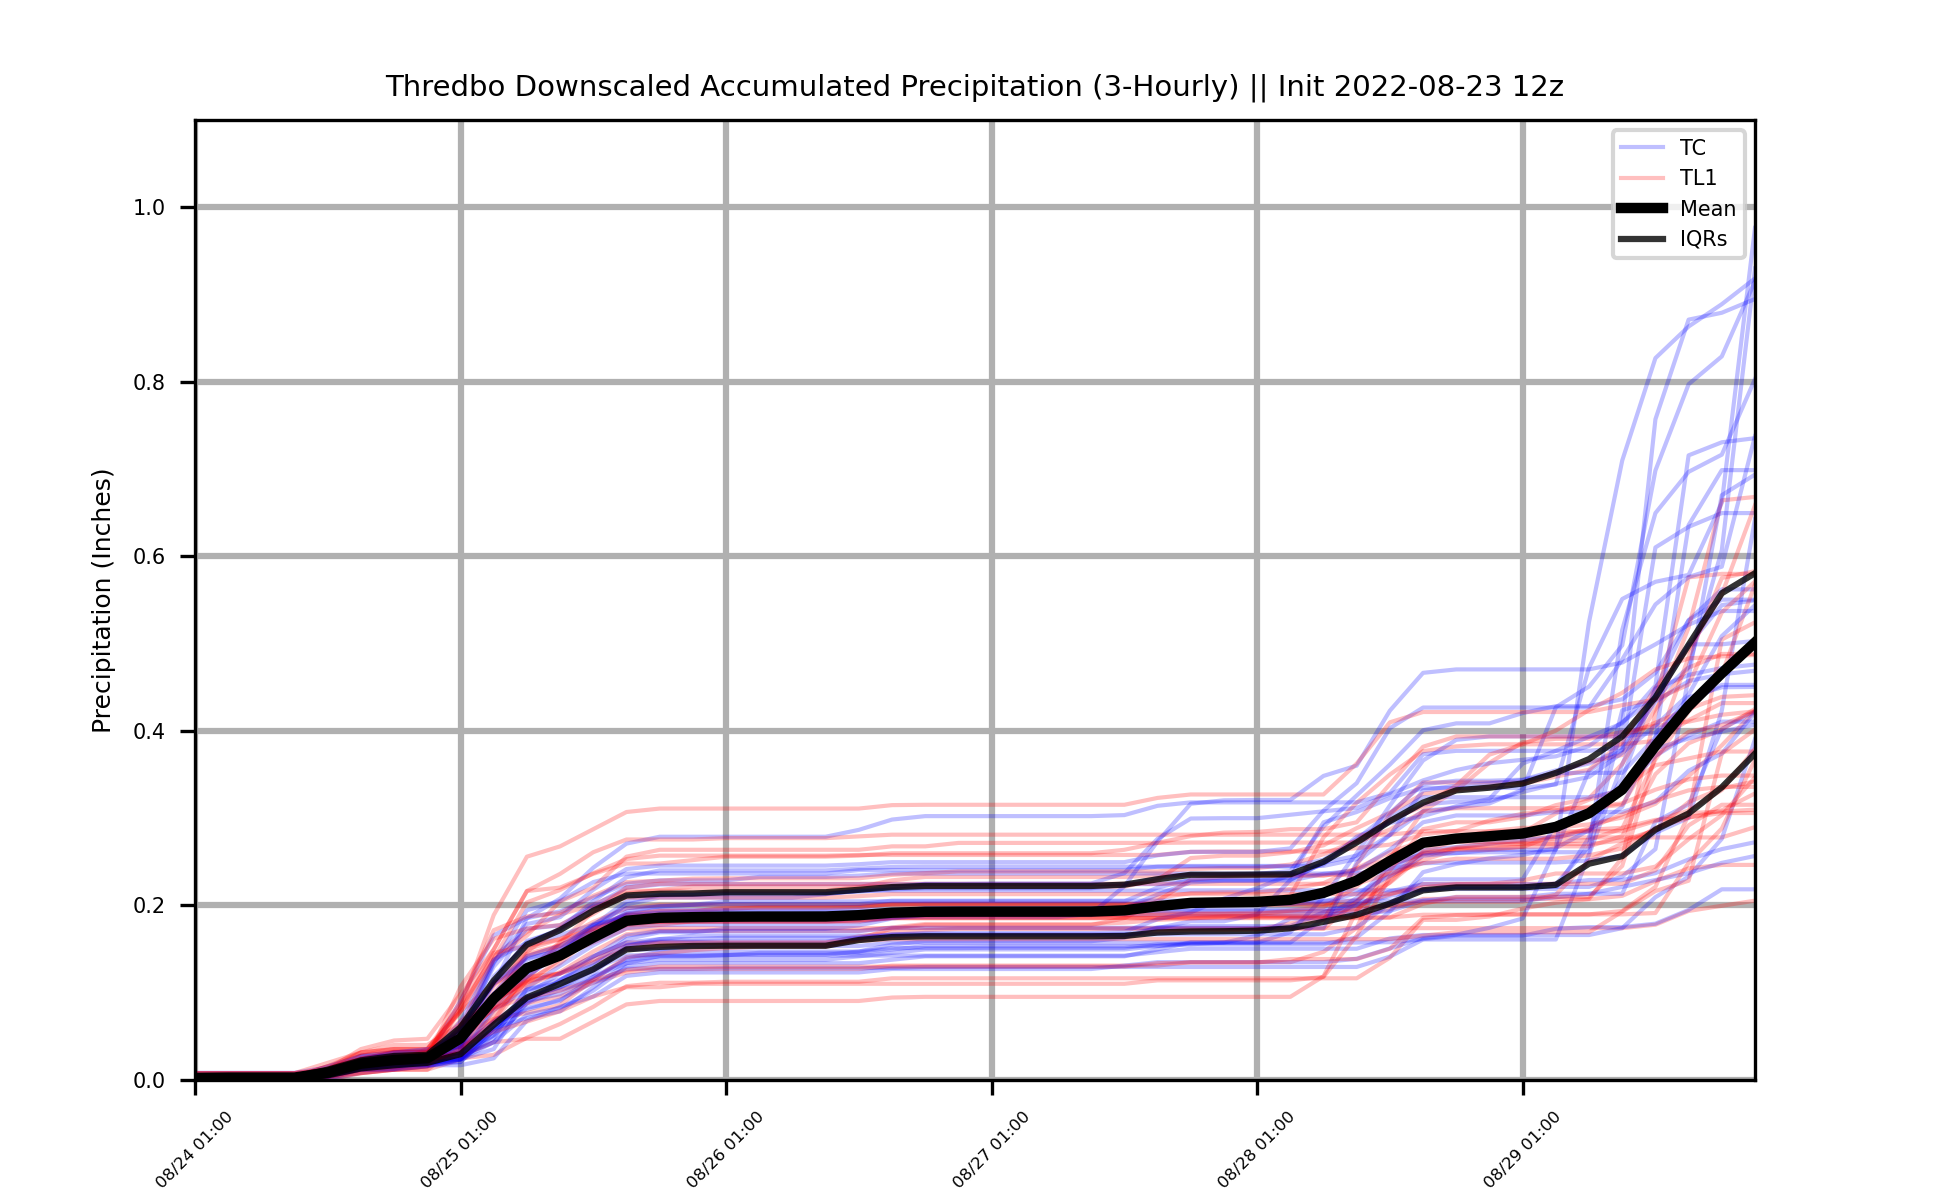 Thredbo Downscaled Accumulated Precipitation (3-Hourly) || Init 2022-08-23 12z
TC
TL1
Mean
IQRs
Precipitation (Inches)
1.0
0.8
0.6
0.4
0.2
0.0
08/24 01:00
08/25 01:00
08/26 01:00
08/27 01:00
08/28 01:00
08/29 01:00